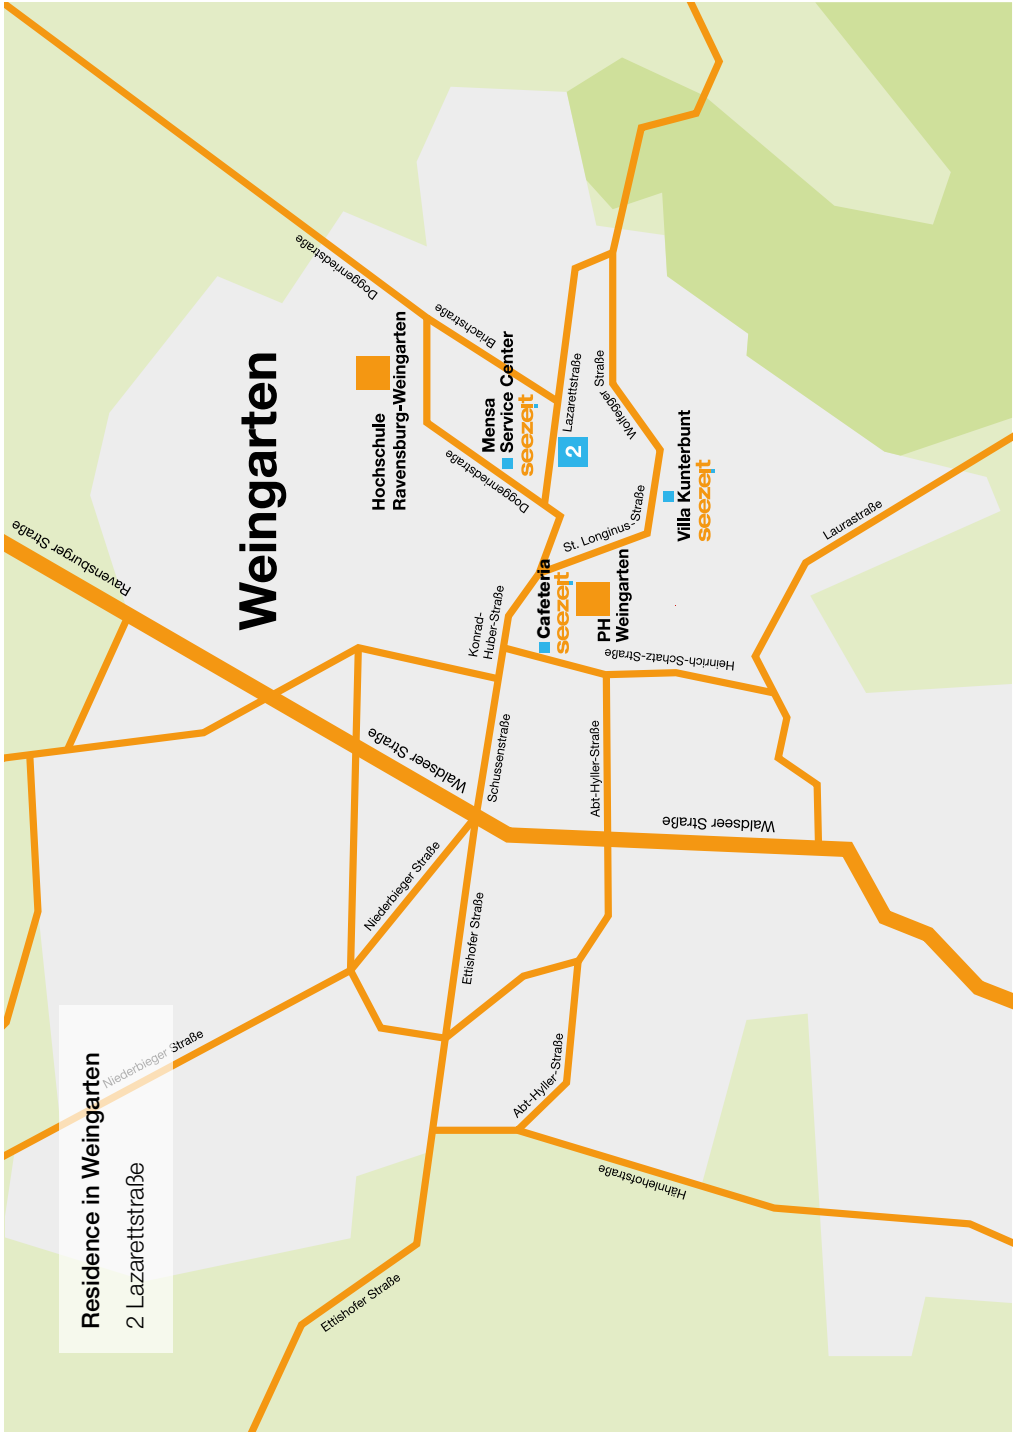 Weingarten
Doggenriedstraße
Hochschule
Ravensburg-Weingarten
Briachstraße
Mensa
Service Center
seezeit
Doggenriedstraße
Lazarettstraße
2
Wolfegger Straße
Villa Kunterbunt
seezeit
St. Longinus-Straße
Cafeteria
seezeit
PH
Weingarten
Konrad-
Huber-Straße
Heinrich-Schatz-Straße
Laurastraße
Ravensburger Straße
Waldseer Straße
Schussenstraße
Abt-Hyller-Straße
Waldseer Straße
Niederbieger Straße
Ettishofer Straße
Abt-Hyller-Straße
Hähnlehofstraße
Niederbieger Straße
Ettishofer Straße
Residence in Weingarten
2 Lazarettstraße